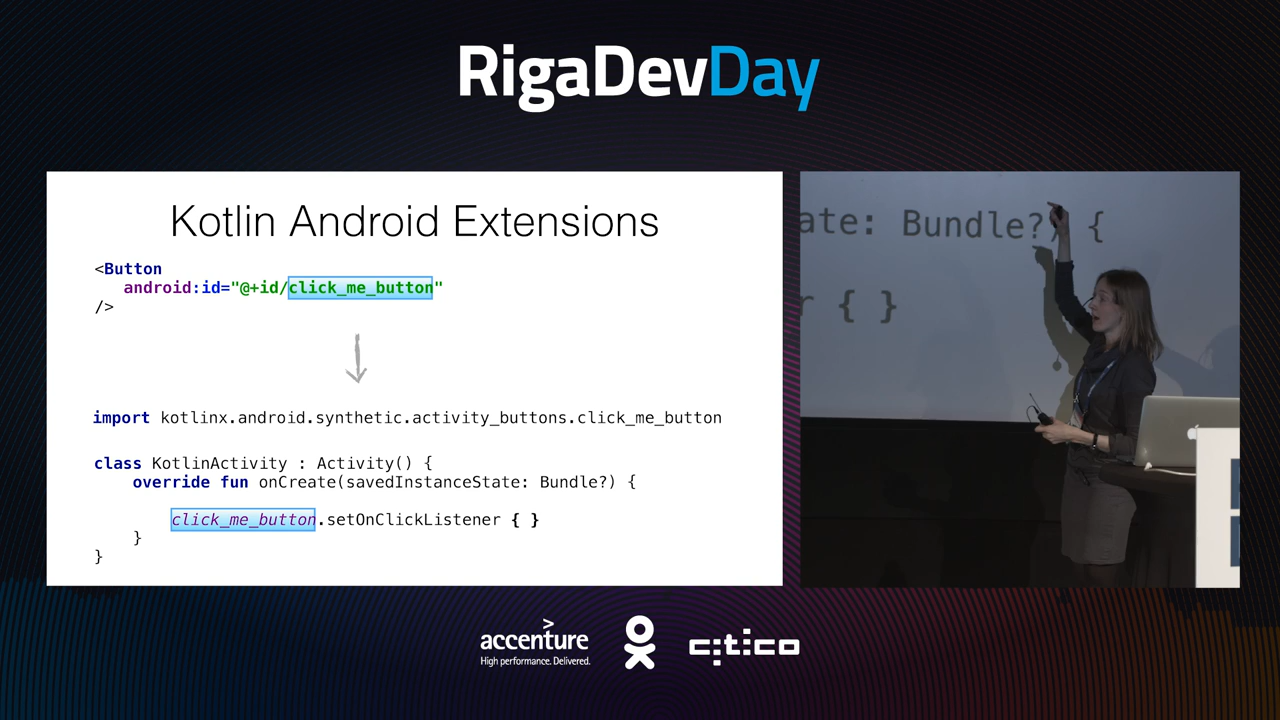 RigaDevDay
Kotlin Android Extensions
<Button
android:id="@+id/click_me_button"
/>
import kotlinx.android.synthetic.activity_buttons.click_me_button
class KotlinActivity : Activity() {
override fun onCreate(savedInstanceState: Bundle?) {
click_me_button.setOnClickListener { }
}
}
ate: Bundle?) {
r { }
accenture
High performance. Delivered.
citico